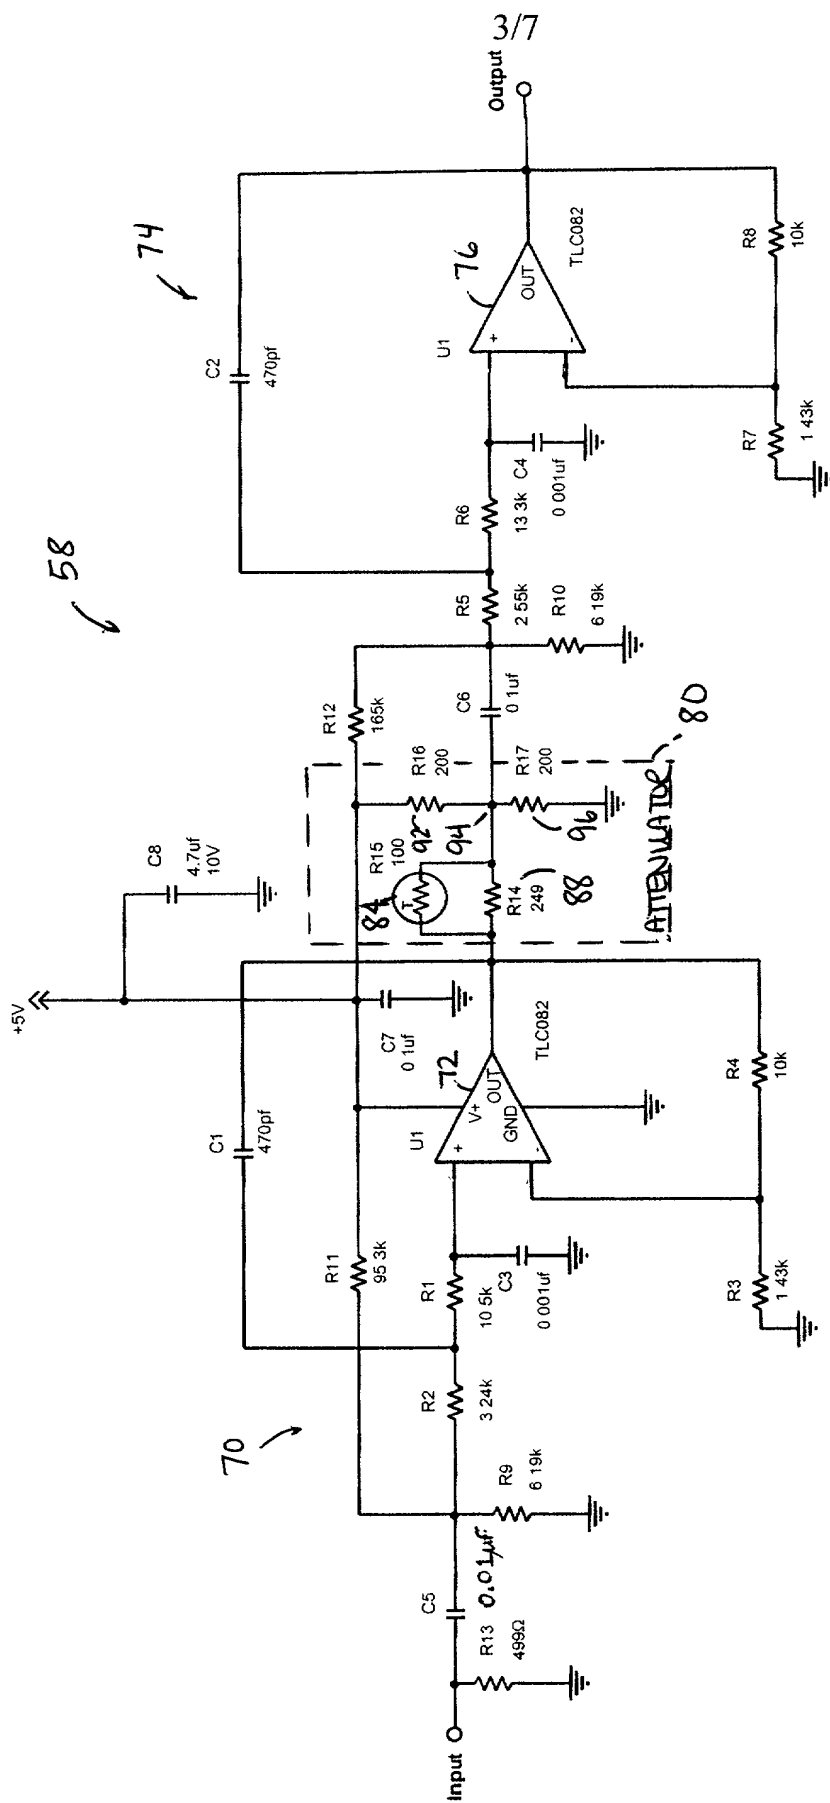 3/7
58
70
72
74
76
+5V
C8
4.7uf
10V
C1
470pf
C2
470pf
R11
95 3k
C7
0 1uf
R12
165k
84
T
R15
100
R16
200
92
94
U1
V+
+
OUT
GND
-
TLC082
U1
+
OUT
-
TLC082
Input
R13
499Ω
C5
0.01µF
R9
6 19k
R2
3 24k
R1
10 5k
C3
0 001uf
R14
249
88
R17
200
96
C6
0 1uf
R5
2 55k
R10
6 19k
R6
13 3k
C4
0 001uf
Output
ATTENUATOR
80
R3
1 43k
R4
10k
R7
1 43k
R8
10k